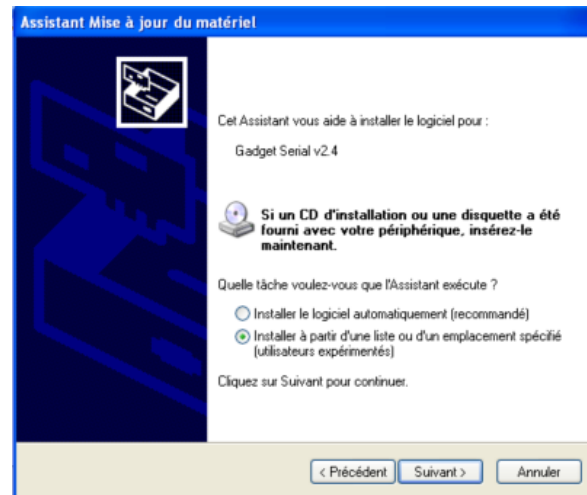 Assistant Mise à jour du matériel
Cet Assistant vous aide à installer le logiciel pour :
Gadget Serial v2.4
Si un CD d'installation ou une disquette a été
fourni avec votre périphérique, insérez-le
maintenant.
Quelle tâche voulez-vous que l'Assistant exécute ?
Installer le logiciel automatiquement (recommandé)
Installer à partir d'une liste ou d'un emplacement spécifié
(utilisateurs expérimentés)
Cliquez sur Suivant pour continuer.
< Précédent Suivant > Annuler